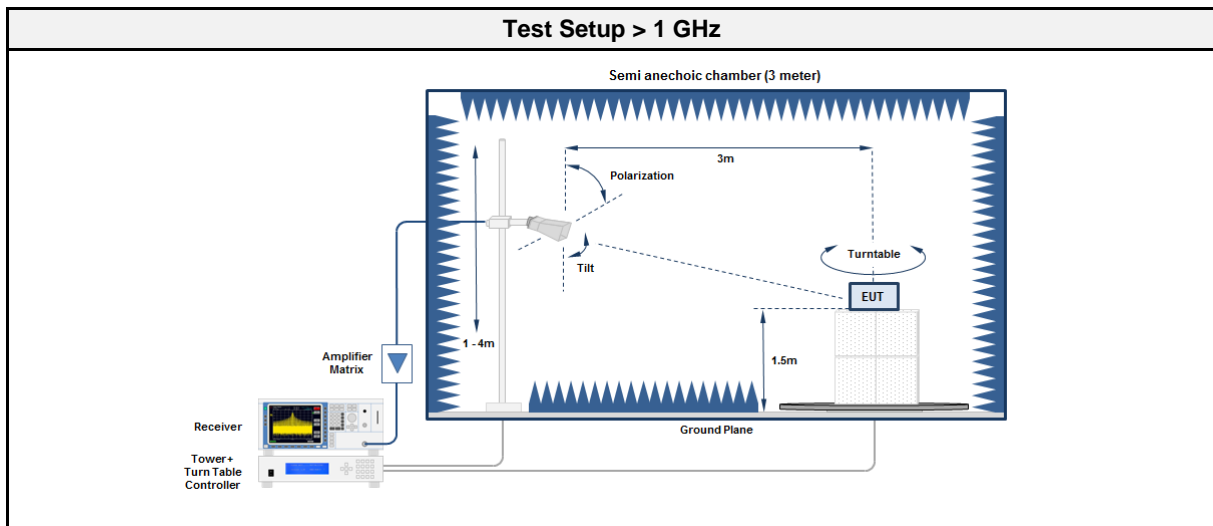 Test Setup > 1 GHz
Semi anechoic chamber (3 meter)
3m
Polarization
Tilt
Turntable
EUT
1 - 4m
1.5m
Amplifier
Matrix
Receiver
Ground Plane
Tower+
Turn Table
Controller